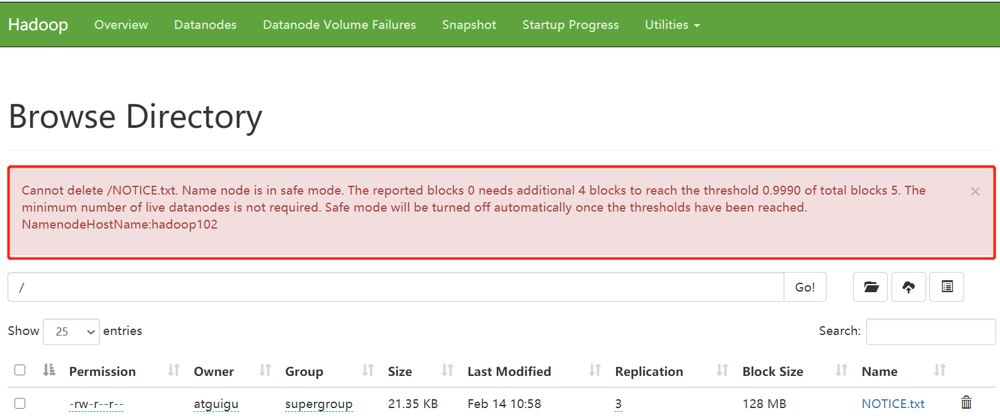 Hadoop Overview Datanodes Datanode Volume Failures Snapshot Startup Progress Utilities
Browse Directory
Cannot delete /NOTICE.txt. Name node is in safe mode. The reported blocks 0 needs additional 4 blocks to reach the threshold 0.9990 of total blocks 5. The
minimum number of live datanodes is not required. Safe mode will be turned off automatically once the thresholds have been reached.
NamenodeHostName:hadoop102
/ Go!
Show 25 entries Search:
Permission Owner Group Size Last Modified Replication Block Size Name
-rw-r--r-- atguigu supergroup 21.35 KB Feb 14 10:58 3 128 MB NOTICE.txt